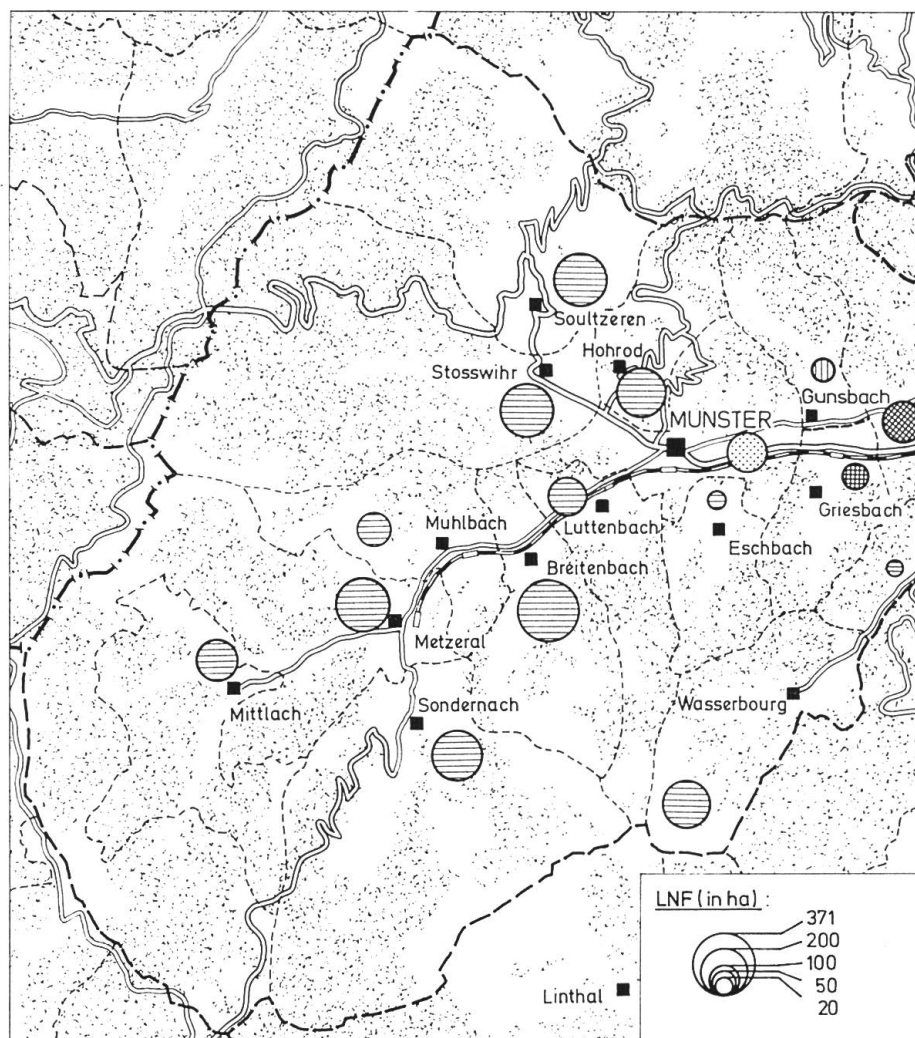 Soultzeren
Hohrod
Stosswihr
Gunsbach
MUNSTER
Griesbach
Muhlbach
Luttenbach
Eschbach
Breitenbach
Metzeral
Mittlach
Sondernach
Wasserbourg
LNF (in ha) :
371
200
100
50
20
Linthal